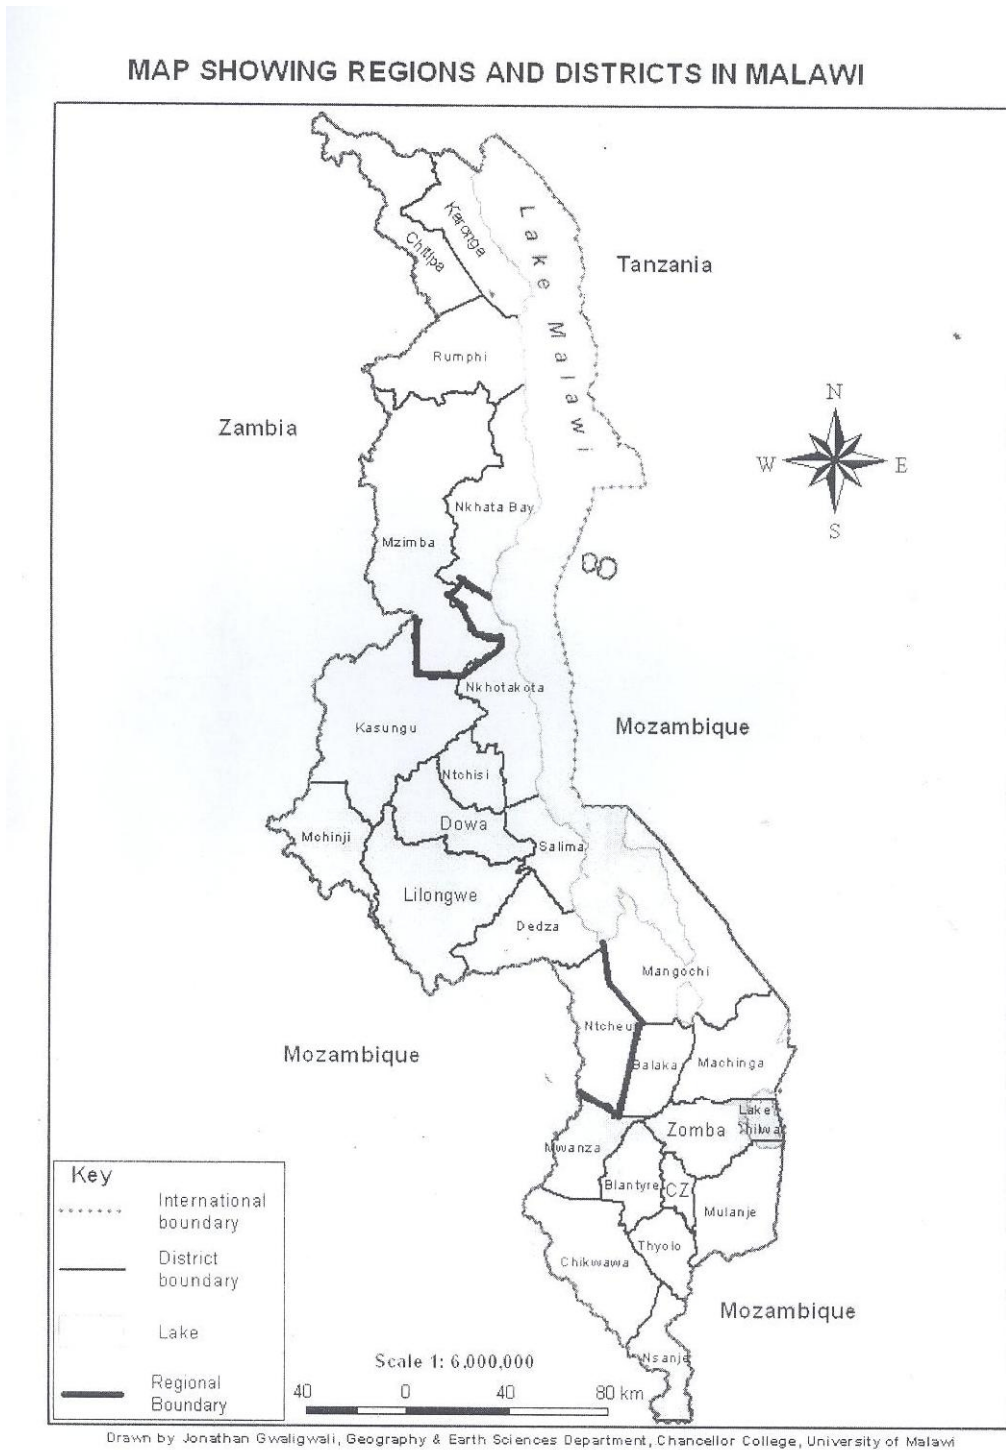 MAP SHOWING REGIONS AND DISTRICTS IN MALAWI
Karonga
Chitipa
Lake Malawi
Tanzania
Rumphi
Zambia
N
W
E
S
Nkhata Bay
Mzimba
8
Nkhotakota
Kasungu
Mozambique
Ntchisi
Dowa
Mchinji
Salima
Lilongwe
Dedza
Mangochi
Ntcheu
Mozambique
Balaka
Machinga
Lake
Zomba
hilwa
Mwanza
Blantyre
CZ
Mulanje
Thyolo
Chikwawa
Mozambique
Nsanje
Key
International
boundary
District
boundary
Lake
Regional
Boundary
Scale 1: 6,000,000
40 0 40 80 km
Drawn by Jonathan Gwaligwali, Geography & Earth Sciences Department, Chancellor College, University of Malawi